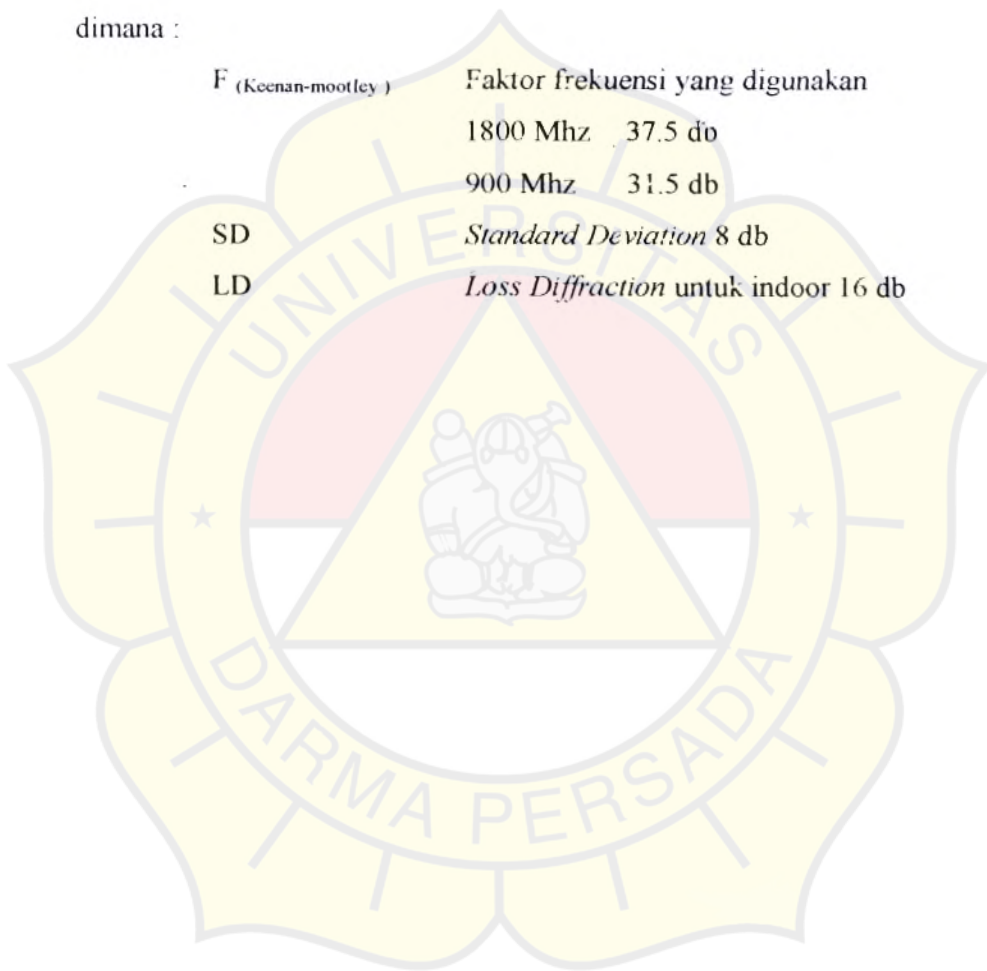 dimana :
F (Keenan-mootley ) Faktor frekuensi yang digunakan
1800 Mhz 37.5 db
900 Mhz 31.5 db
SD Standard Deviation 8 db
LD Loss Diffraction untuk indoor 16 db
UNIVERSITAS
DARMA PERSADA